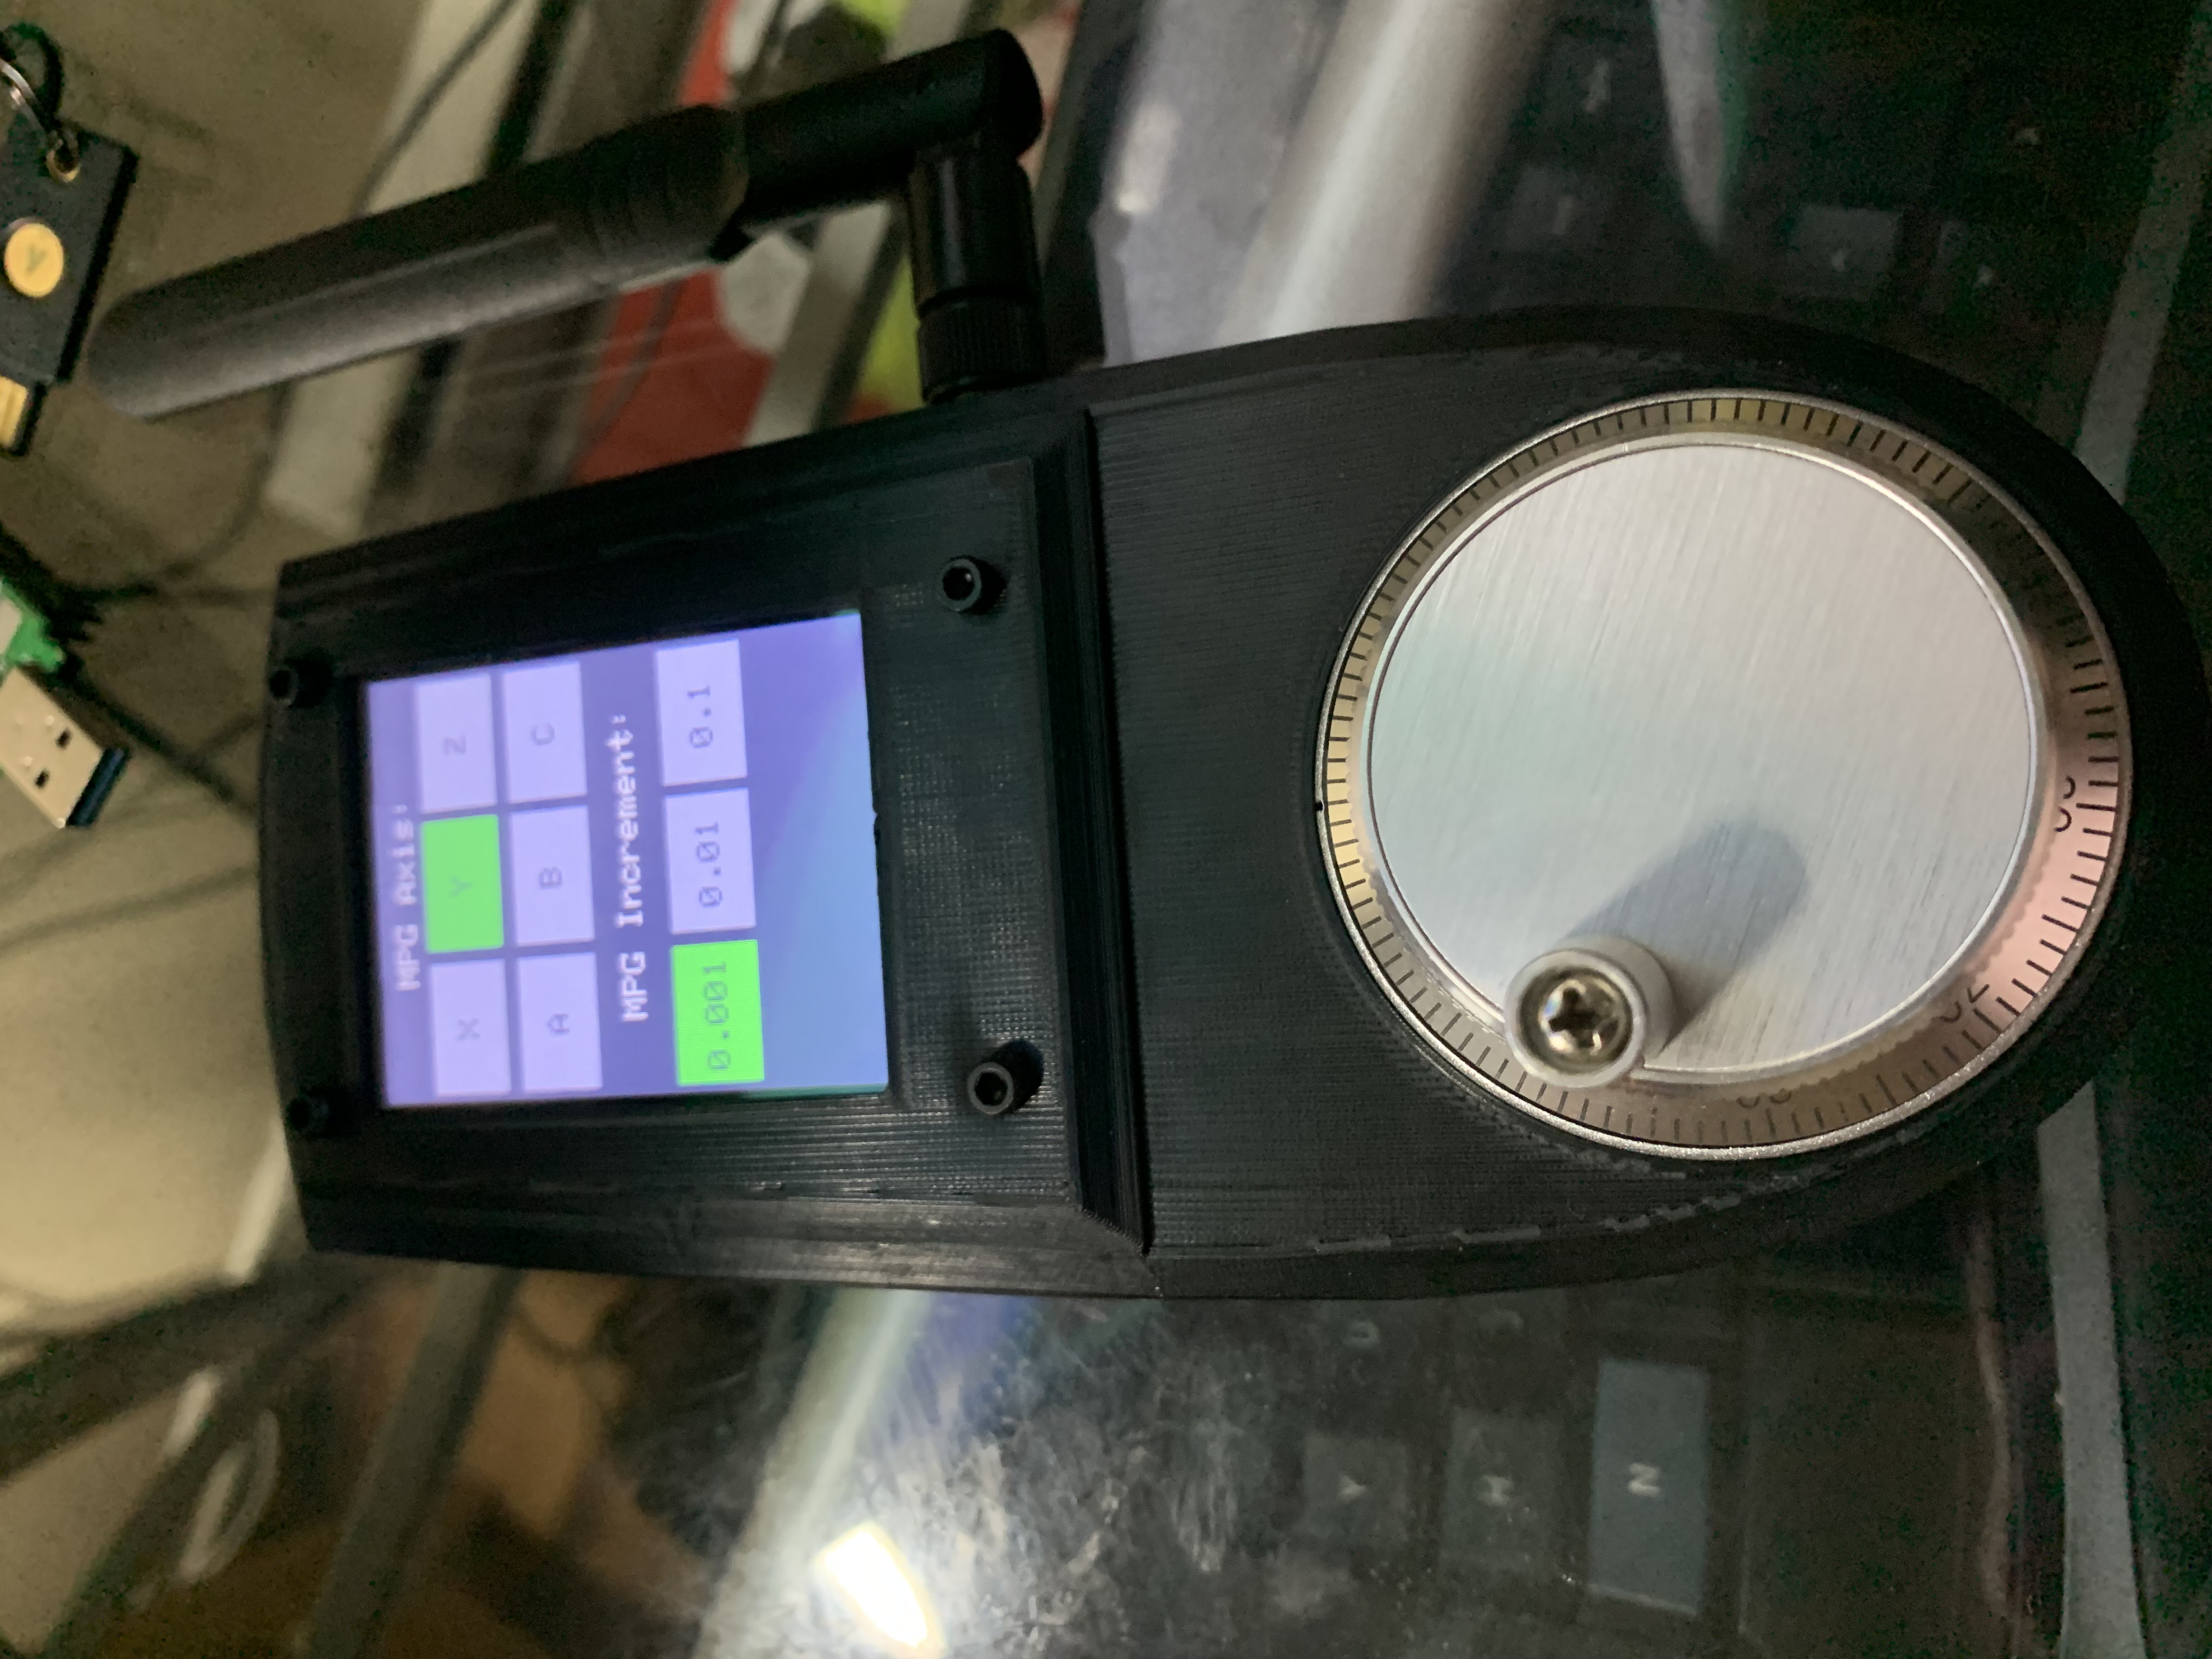 MPG Axis:
X Y Z
A B C
MPG Increment:
0.001 0.01 0.1
Y U
H J
N